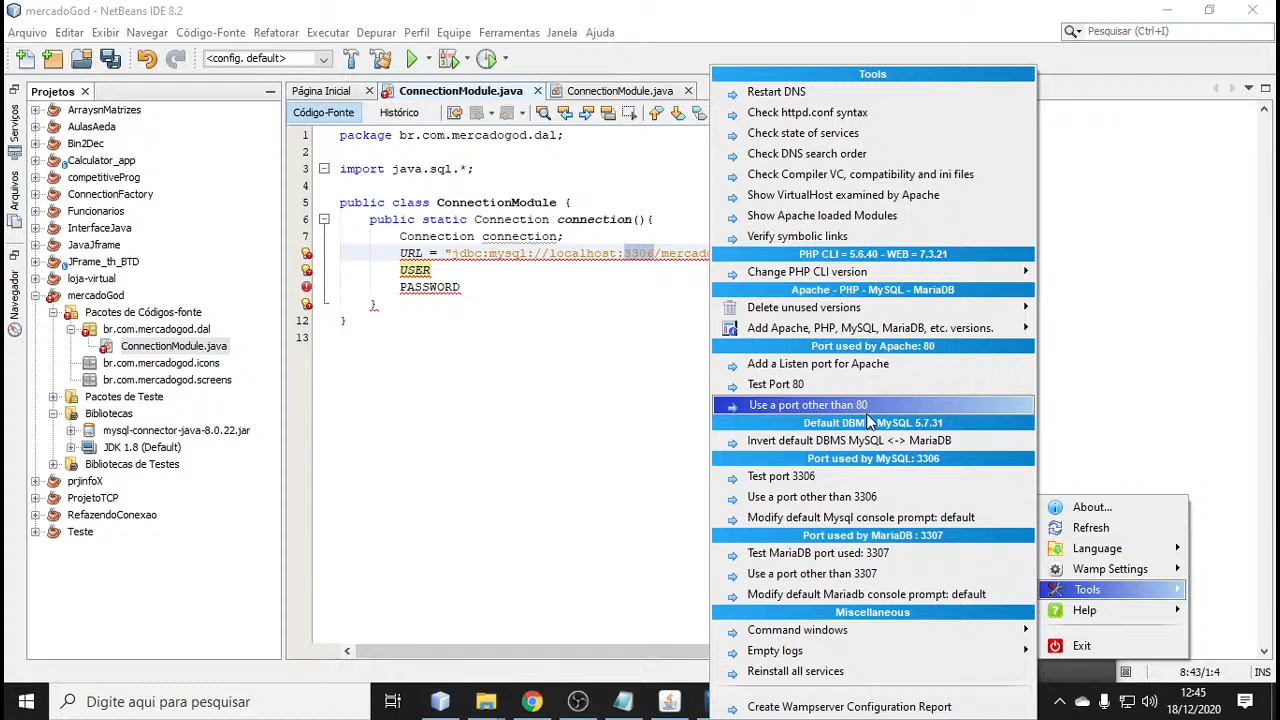 mercadoGod - NetBeans IDE 8.2
Arquivo Editar Exibir Navegar Código-Fonte Refatorar Executar Depurar Perfil Equipe Ferramentas Janela Ajuda
Pesquisar (Ctrl+I)
<config. default>
Projetos
Página Inicial
ConnectionModule.java
ConnectionModule.java
Código-Fonte
Histórico
Serviços
Arquivos
Navegador
ArraysnMatrizes
AulasAeda
Bin2Dec
Calculator_app
competitiveProg
ConnectionFactory
Funcionarios
InterfaceJava
JavaJframe
JFrame_th_BTD
loja-virtual
mercadoGod
Pacotes de Códigos-fonte
br.com.mercadogod.dal
ConnectionModule.java
br.com.mercadogod.icons
br.com.mercadogod.screens
Pacotes de Teste
Bibliotecas
mysql-connector-java-8.0.22.jar
JDK 1.8 (Default)
Bibliotecas de Testes
prjinfoX
ProjetoTCP
RefazendoConexao
Teste
1 package br.com.mercadogod.dal;
2
3 import java.sql.*;
4
5 public class ConnectionModule {
6 public static Connection connection(){
7 Connection connection;
URL = "jdbc:mysql://localhost:3306/mercado
USER
PASSWORD
}
12 }
13
Tools
Restart DNS
Check httpd.conf syntax
Check state of services
Check DNS search order
Check Compiler VC, compatibility and ini files
Show VirtualHost examined by Apache
Show Apache loaded Modules
Verify symbolic links
PHP CLI = 5.6.40 - WEB = 7.3.21
Change PHP CLI version
Apache - PHP - MySQL - MariaDB
Delete unused versions
Add Apache, PHP, MySQL, MariaDB, etc. versions.
Port used by Apache: 80
Add a Listen port for Apache
Test Port 80
Use a port other than 80
Default DBM MySQL 5.7.31
Invert default DBMS MySQL <-> MariaDB
Port used by MySQL: 3306
Test port 3306
Use a port other than 3306
Modify default Mysql console prompt: default
Port used by MariaDB : 3307
Test MariaDB port used: 3307
Use a port other than 3307
Modify default Mariadb console prompt: default
Miscellaneous
Command windows
Empty logs
Reinstall all services
Create Wampserver Configuration Report
About...
Refresh
Language
Wamp Settings
Tools
Help
Exit
8:43/1:4
INS
Digite aqui para pesquisar
12:45
18/12/2020